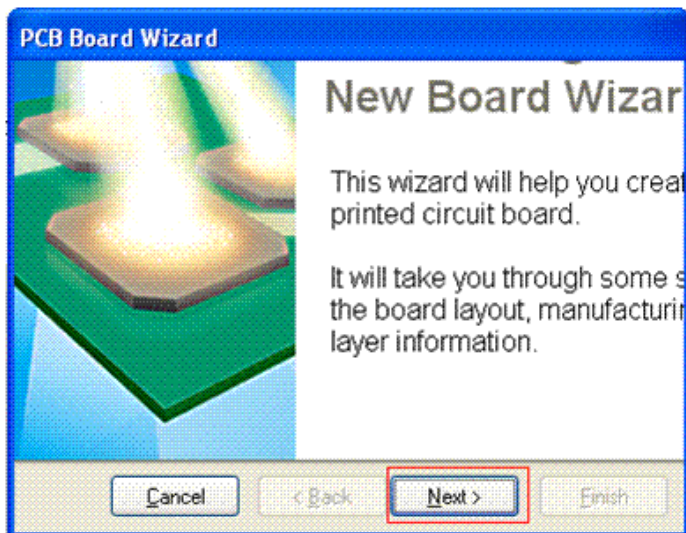 PCB Board Wizard
New Board Wizar
This wizard will help you creat
printed circuit board.
It will take you through some s
the board layout, manufacturin
layer information.
Cancel < Back Next > Finish